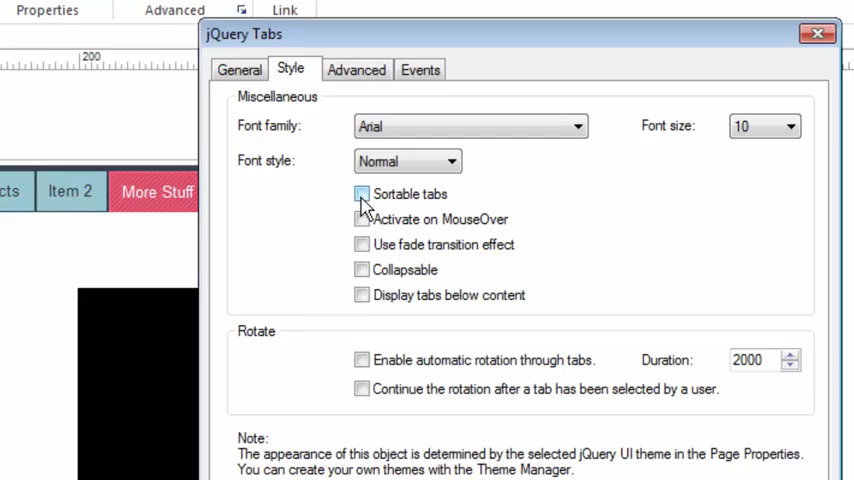 Properties Advanced Link
jQuery Tabs
200
General Style Advanced Events
Miscellaneous
Font family: Arial Font size: 10
Font style: Normal
cts Item 2 More Stuff
Sortable tabs
Activate on MouseOver
Use fade transition effect
Collapsable
Display tabs below content
Rotate
Enable automatic rotation through tabs. Duration: 2000
Continue the rotation after a tab has been selected by a user.
Note:
The appearance of this object is determined by the selected jQuery UI theme in the Page Properties.
You can create your own themes with the Theme Manager.